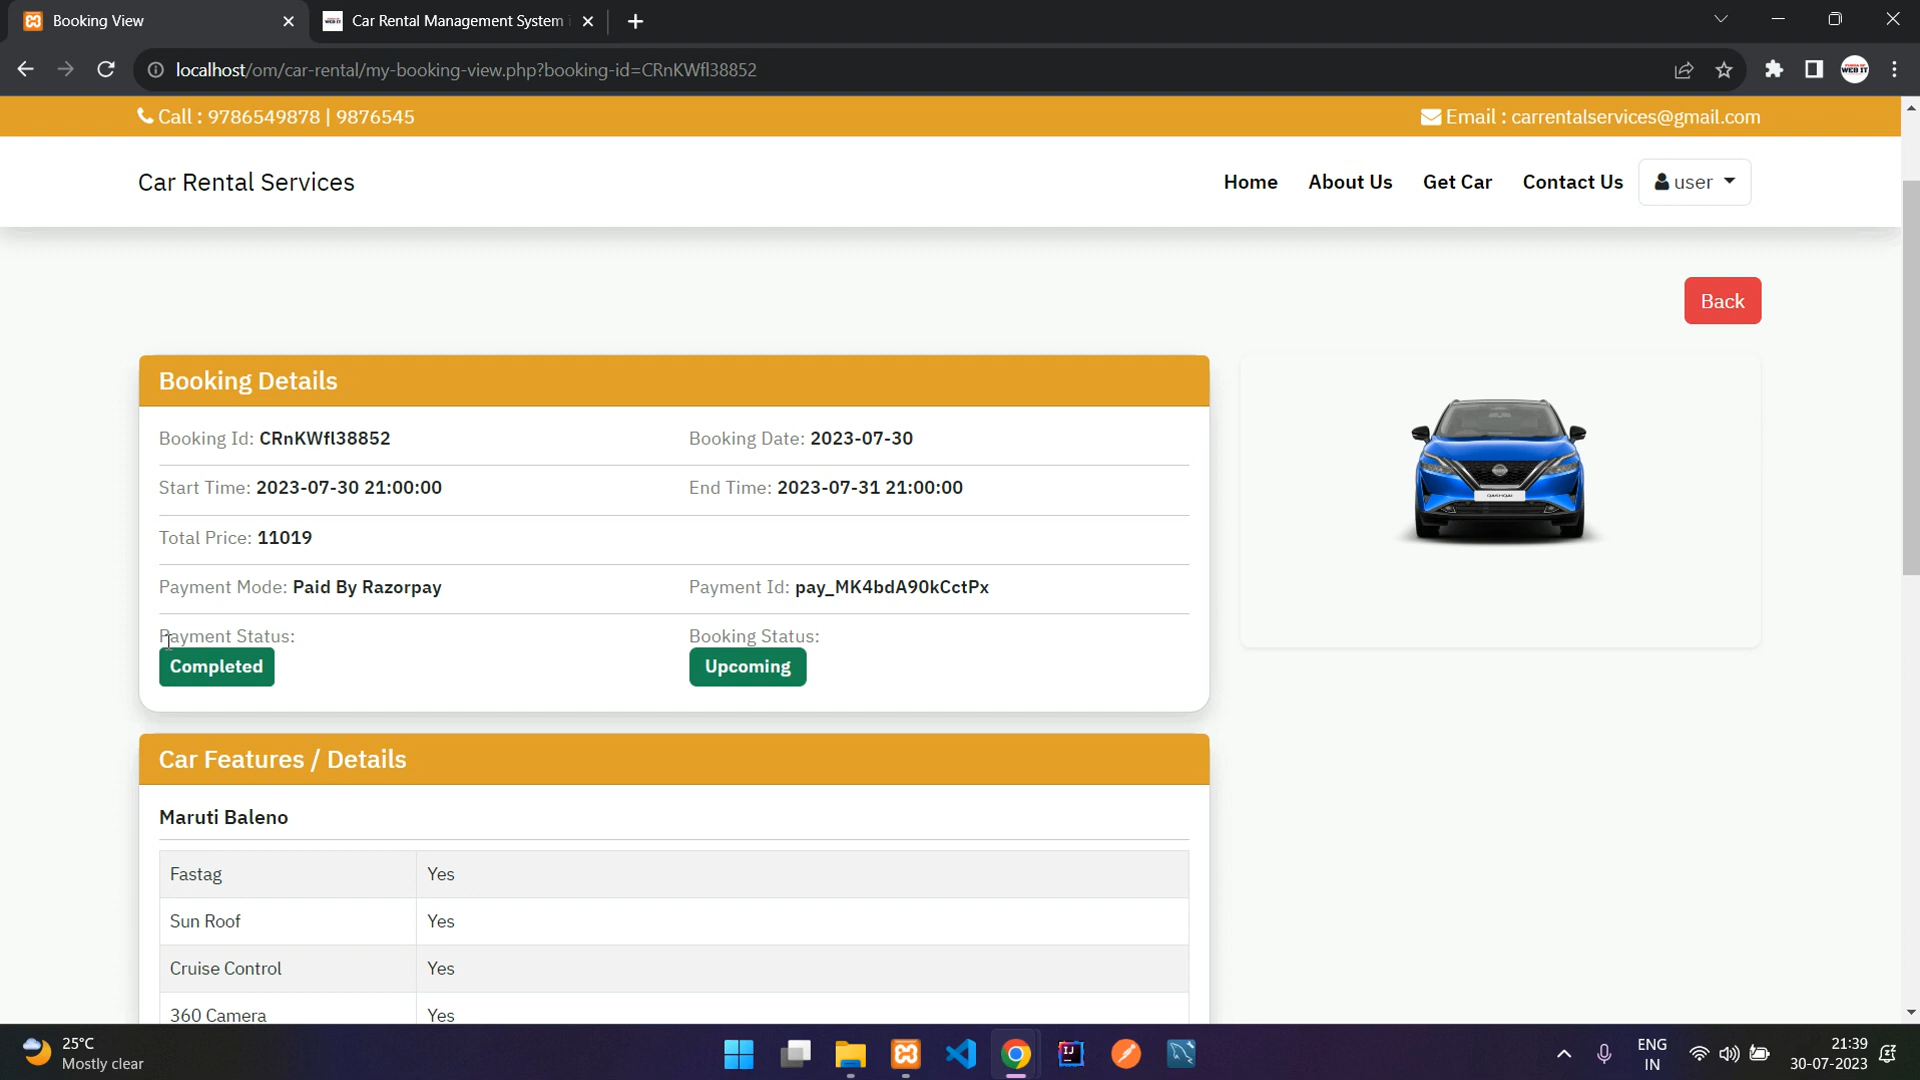 Booking View
Car Rental Management System i
localhost/om/car-rental/my-booking-view.php?booking-id=CRnKWfl38852
Call : 9786549878 | 9876545
Email : carrentalservices@gmail.com
Car Rental Services
Home
About Us
Get Car
Contact Us
user
Back
Booking Details
Booking Id: CRnKWfl38852
Booking Date: 2023-07-30
Start Time: 2023-07-30 21:00:00
End Time: 2023-07-31 21:00:00
Total Price: 11019
Payment Mode: Paid By Razorpay
Payment Id: pay_MK4bdA90kCctPx
Payment Status:
Completed
Booking Status:
Upcoming
Car Features / Details
Maruti Baleno
Fastag Yes
Sun Roof Yes
Cruise Control Yes
360 Camera Yes
25°C
Mostly clear
ENG
IN
21:39
30-07-2023